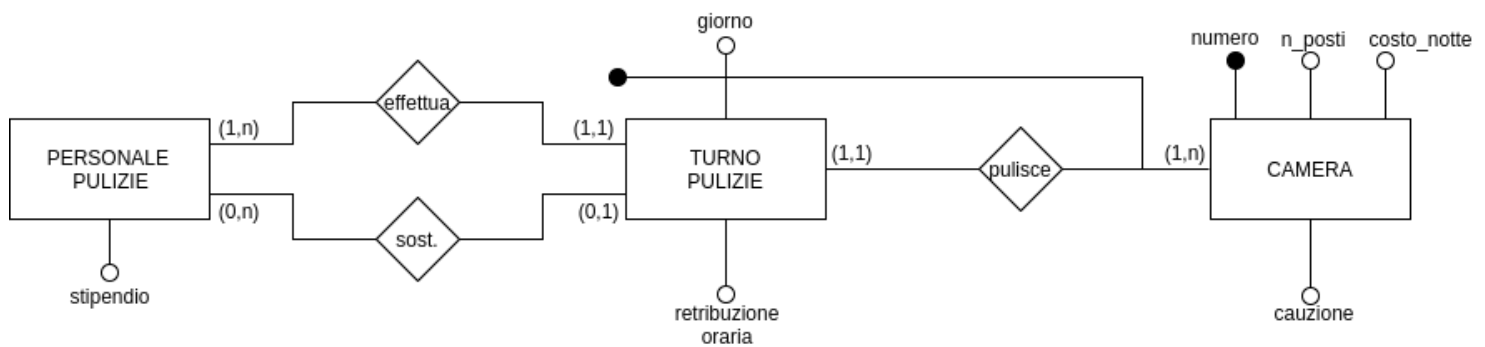 giorno
numero
n_posti
costo_notte
effettua
(1,n)
(1,1)
PERSONALE
PULIZIE
TURNO
PULIZIE
(1,1)
pulisce
(1,n)
CAMERA
(0,n)
(0,1)
sost.
stipendio
retribuzione
oraria
cauzione